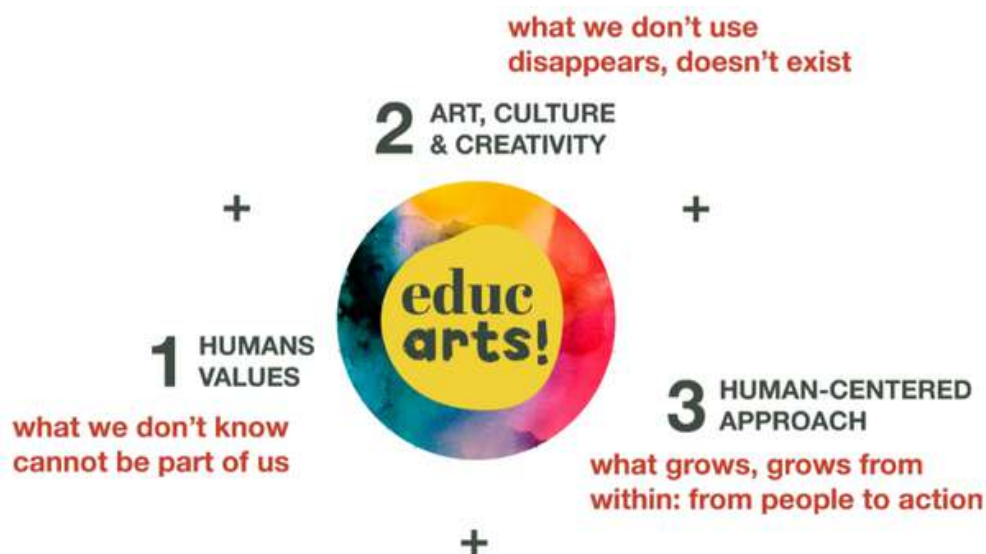 what we don't use
disappears, doesn't exist
2 ART, CULTURE
& CREATIVITY
+
+
educ
arts!
1 HUMANS
VALUES
what we don't know
cannot be part of us
3 HUMAN-CENTERED
APPROACH
what grows, grows from
within: from people to action
+